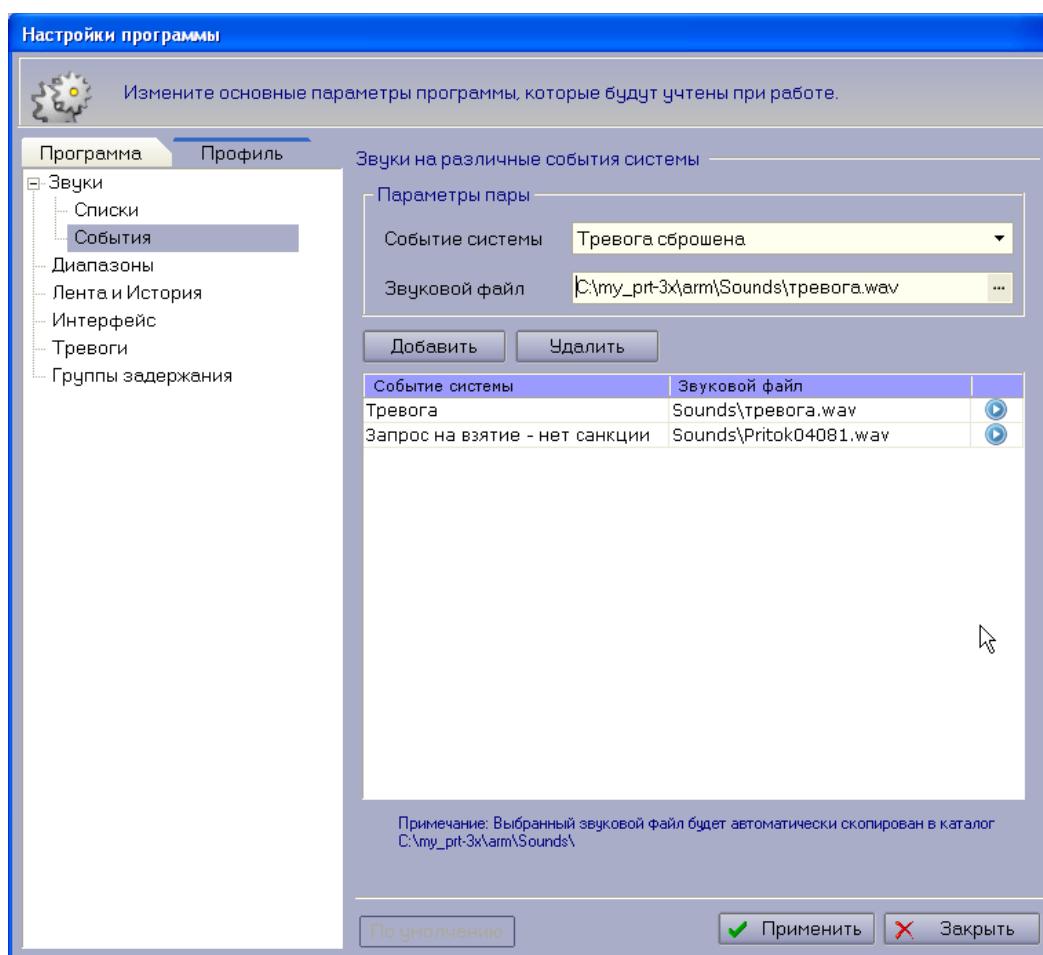 Настройки программы
Измените основные параметры программы, которые будут учтены при работе.
Программа Профиль
Звуки
Списки
События
Диапазоны
Лента и История
Интерфейс
Тревоги
Группы задержания
Звуки на различные события системы
Параметры пары
Событие системы Тревога сброшена
Звуковой файл C:\my_prt-3x\arm\Sounds\тревога.wav ...
Добавить Удалить
Событие системы Звуковой файл
Тревога Sounds\тревога.wav
Запрос на взятие - нет санкции Sounds\Pritok04081.wav
Примечание: Выбранный звуковой файл будет автоматически скопирован в каталог
C:\my_prt-3x\arm\Sounds\
По умолчанию Применить Закрыть